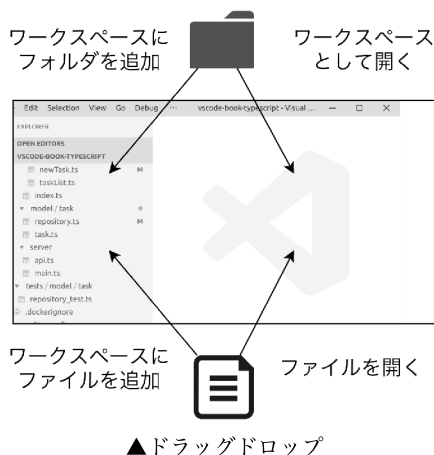 ワークスペースに
フォルダを追加
ワークスペース
として開く
Edit Selection View Go Debug ··· vscode-book-typescript - Visual ...
EXPLORER
OPEN EDITORS
VSCODE-BOOK-TYPESCRIPT
newTask.ts M
taskList.ts
index.ts
model / task
repository.ts M
task.ts
server
api.ts
main.ts
tests / model / task
repository_test.ts
.dockerignore
ワークスペースに
ファイルを追加
ファイルを開く
▲ドラッグドロップ